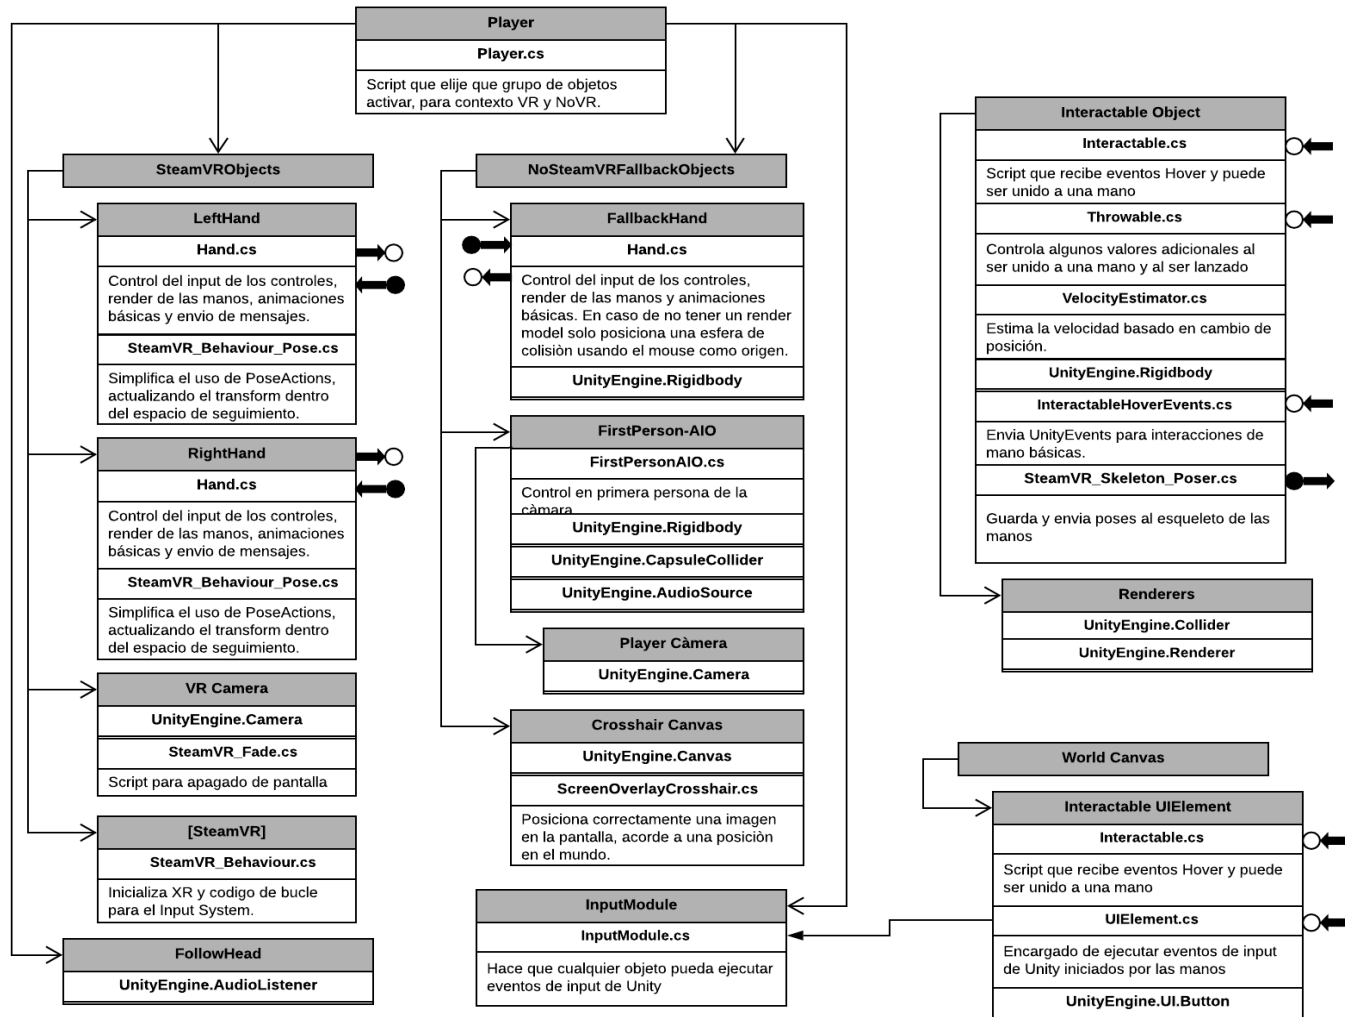 Player
Player.cs
Script que elije que grupo de objetos
activar, para contexto VR y NoVR.
SteamVRObjects
LeftHand
Hand.cs
Control del input de los controles,
render de las manos, animaciones
básicas y envio de mensajes.
SteamVR_Behaviour_Pose.cs
Simplifica el uso de PoseActions,
actualizando el transform dentro
del espacio de seguimiento.
RightHand
Hand.cs
Control del input de los controles,
render de las manos, animaciones
básicas y envio de mensajes.
SteamVR_Behaviour_Pose.cs
Simplifica el uso de PoseActions,
actualizando el transform dentro
del espacio de seguimiento.
VR Camera
UnityEngine.Camera
SteamVR_Fade.cs
Script para apagado de pantalla
[SteamVR]
SteamVR_Behaviour.cs
Inicializa XR y codigo de bucle
para el Input System.
FollowHead
UnityEngine.AudioListener
NoSteamVRFallbackObjects
FallbackHand
Hand.cs
Control del input de los controles,
render de las manos y animaciones
básicas. En caso de no tener un render
model solo posiciona una esfera de
colisiòn usando el mouse como origen.
UnityEngine.Rigidbody
FirstPerson-AIO
FirstPersonAIO.cs
Control en primera persona de la
càmara
UnityEngine.Rigidbody
UnityEngine.CapsuleCollider
UnityEngine.AudioSource
Player Càmera
UnityEngine.Camera
Crosshair Canvas
UnityEngine.Canvas
ScreenOverlayCrosshair.cs
Posiciona correctamente una imagen
en la pantalla, acorde a una posiciòn
en el mundo.
InputModule
InputModule.cs
Hace que cualquier objeto pueda ejecutar
eventos de input de Unity
Interactable Object
Interactable.cs
Script que recibe eventos Hover y puede
ser unido a una mano
Throwable.cs
Controla algunos valores adicionales al
ser unido a una mano y al ser lanzado
VelocityEstimator.cs
Estima la velocidad basado en cambio de
posición.
UnityEngine.Rigidbody
InteractableHoverEvents.cs
Envia UnityEvents para interacciones de
mano básicas.
SteamVR_Skeleton_Poser.cs
Guarda y envia poses al esqueleto de las
manos
Renderers
UnityEngine.Collider
UnityEngine.Renderer
World Canvas
Interactable UIElement
Interactable.cs
Script que recibe eventos Hover y puede
ser unido a una mano
UIElement.cs
Encargado de ejecutar eventos de input
de Unity iniciados por las manos
UnityEngine.UI.Button